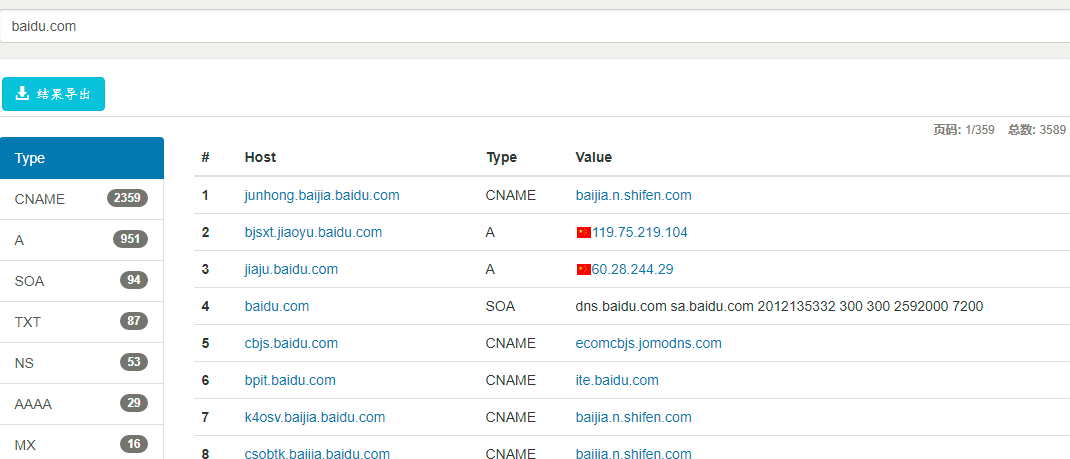 baidu.com
结果导出
页码: 1/359 总数: 3589
Type
CNAME 2359
A 951
SOA 94
TXT 87
NS 53
AAAA 29
MX 16
# Host Type Value
1 junhong.baijia.baidu.com CNAME baijia.n.shifen.com
2 bjsxt.jiaoyu.baidu.com A 119.75.219.104
3 jiaju.baidu.com A 60.28.244.29
4 baidu.com SOA dns.baidu.com sa.baidu.com 2012135332 300 300 2592000 7200
5 cbjs.baidu.com CNAME ecomcbjs.jomodns.com
6 bpit.baidu.com CNAME ite.baidu.com
7 k4osv.baijia.baidu.com CNAME baijia.n.shifen.com
8 csobtk.baijia.baidu.com CNAME baijia.n.shifen.com